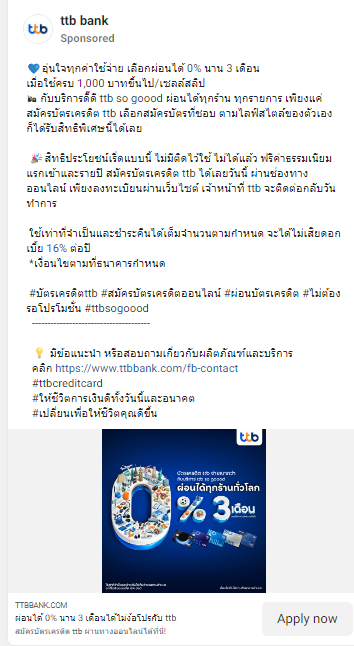 ttb bank
Sponsored
💙อุ่นใจทุกค่าใช้จ่าย เลือกผ่อนได้ 0% นาน 3 เดือน
เมื่อใช้ครบ 1,000 บาทขึ้นไป/เซลล์สลิป
🛍 กับบริการดีดี ttb so goood ผ่อนได้ทุกร้าน ทุกรายการ เพียงแค่
สมัครบัตรเครดิต ttb เลือกสมัครบัตรที่ชอบ ตามไลฟ์สไตล์ของตัวเอง
ก็ได้รับสิทธิพิเศษนี้ได้เลย
🎉 สิทธิประโยชน์เริ่ดแบบนี้ ไม่มีติดไว้ใช้ ไม่ได้แล้ว ฟรีค่าธรรมเนียม
แรกเข้าและรายปี สมัครบัตรเครดิต ttb ได้เลยวันนี้ ผ่านช่องทาง
ออนไลน์ เพียงลงทะเบียนผ่านเว็บไซต์ เจ้าหน้าที่ ttb จะติดต่อกลับวัน
ทำการ
ใช้เท่าที่จำเป็นและชำระคืนได้เต็มจำนวนตามกำหนด จะได้ไม่เสียดอก
เบี้ย 16% ต่อปี
*เงื่อนไขตามที่ธนาคารกำหนด
#บัตรเครดิตttb #สมัครบัตรเครดิตออนไลน์ #ผ่อนบัตรเครดิต #ไม่ต้อง
รอโปรโมชั่น #ttbsogoood
--------------------------------------
💡 มีข้อแนะนำ หรือสอบถามเกี่ยวกับผลิตภัณฑ์และบริการ
คลิก https://www.ttbbank.com/fb-contact
#ttbcreditcard
#ให้ชีวิตการเงินดีทั้งวันนี้และอนาคต
#เปลี่ยนเพื่อให้ชีวิตคุณดีขึ้น
ttb
บัตรเครดิต ttb จ่ายเบากว่า
กับบริการ ttb so goood
ผ่อนได้ทุกร้านทั่วโลก
0% 3 เดือน
TTBBANK.COM
ผ่อนได้ 0% นาน 3 เดือนได้ไม่ง้อโปรกับ ttb
สมัครบัตรเครดิต ttb ผ่านทางออนไลน์ได้ที่นี่!
Apply now